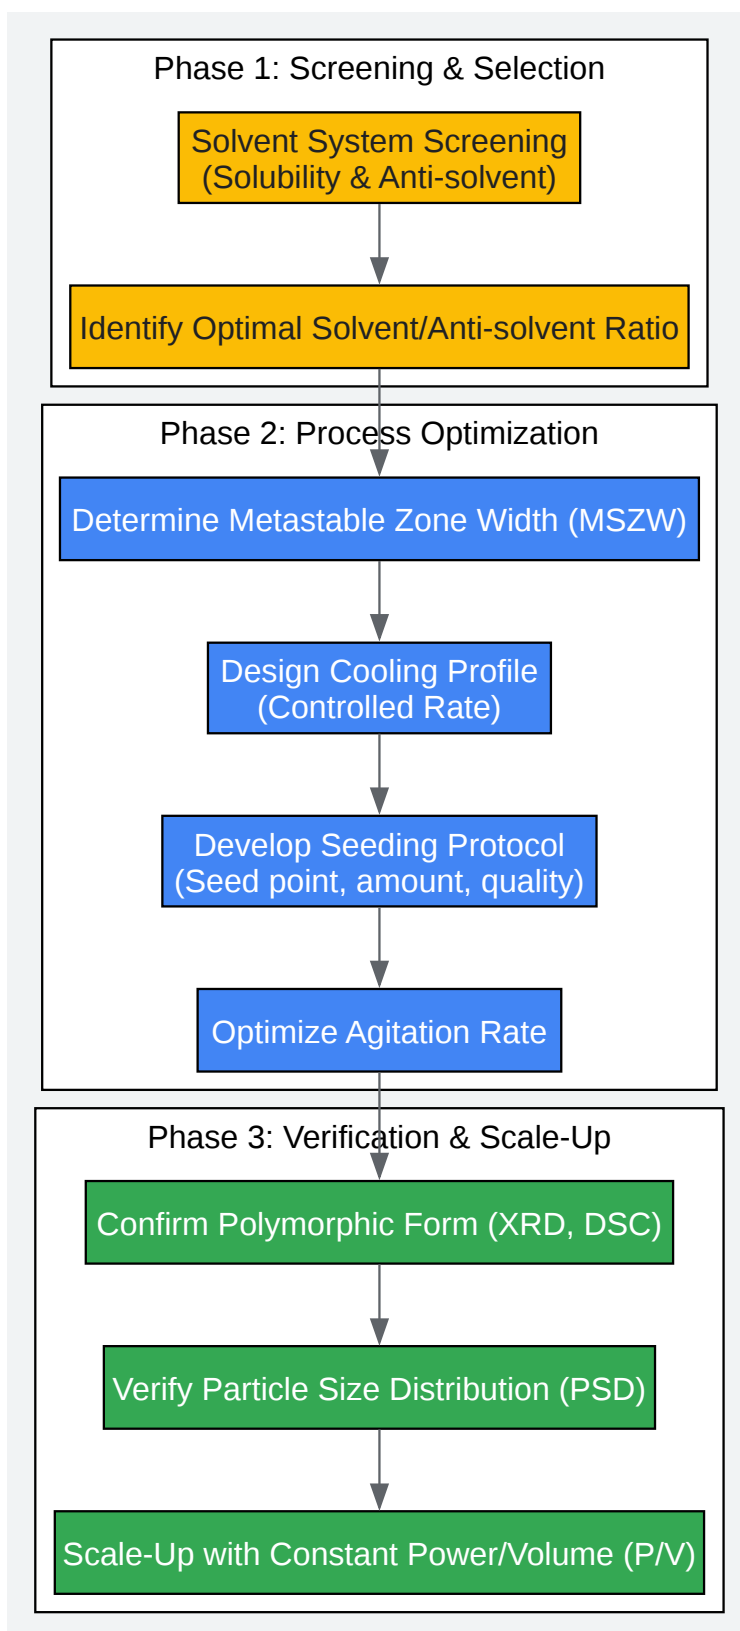 Phase 1: Screening & Selection
Solvent System Screening
(Solubility & Anti-solvent)
Identify Optimal Solvent/Anti-solvent Ratio
Phase 2: Process Optimization
Determine Metastable Zone Width (MSZW)
Design Cooling Profile
(Controlled Rate)
Develop Seeding Protocol
(Seed point, amount, quality)
Optimize Agitation Rate
Phase 3: Verification & Scale-Up
Confirm Polymorphic Form (XRD, DSC)
Verify Particle Size Distribution (PSD)
Scale-Up with Constant Power/Volume (P/V)